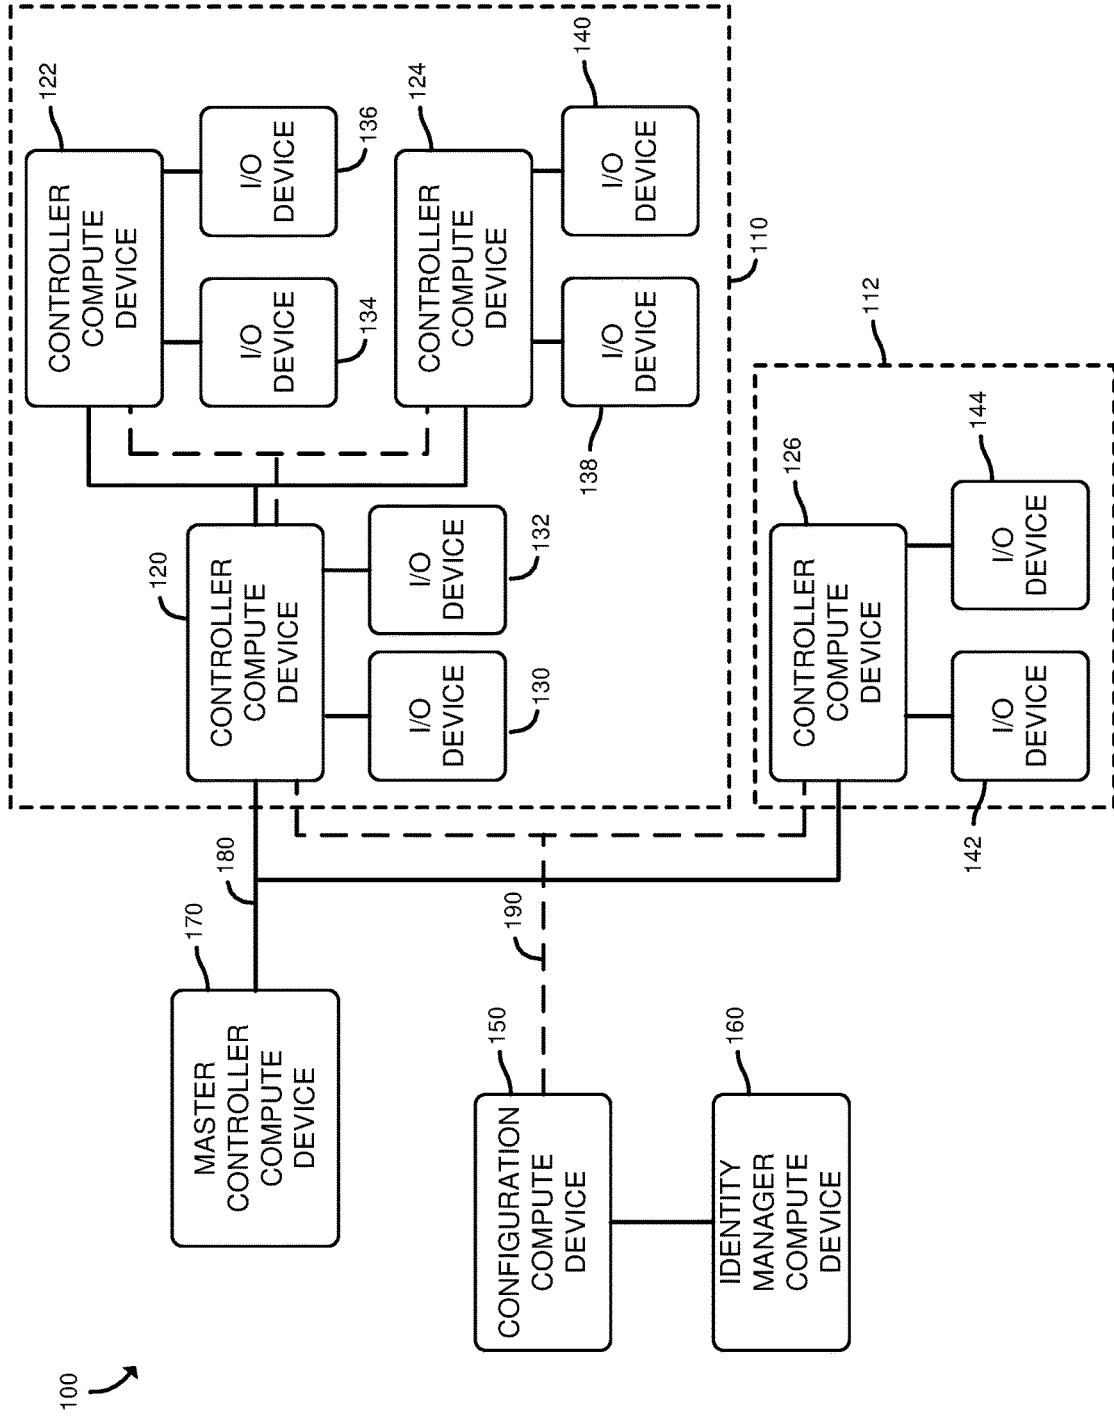 100
MASTER
CONTROLLER
COMPUTE
DEVICE
170
180
CONFIGURATION
COMPUTE
DEVICE
150
190
IDENTITY
MANAGER
COMPUTE
DEVICE
160
CONTROLLER
COMPUTE
DEVICE
120
I/O
DEVICE
130
I/O
DEVICE
132
CONTROLLER
COMPUTE
DEVICE
122
I/O
DEVICE
134
I/O
DEVICE
136
CONTROLLER
COMPUTE
DEVICE
124
I/O
DEVICE
138
I/O
DEVICE
140
110
CONTROLLER
COMPUTE
DEVICE
126
I/O
DEVICE
142
I/O
DEVICE
144
112